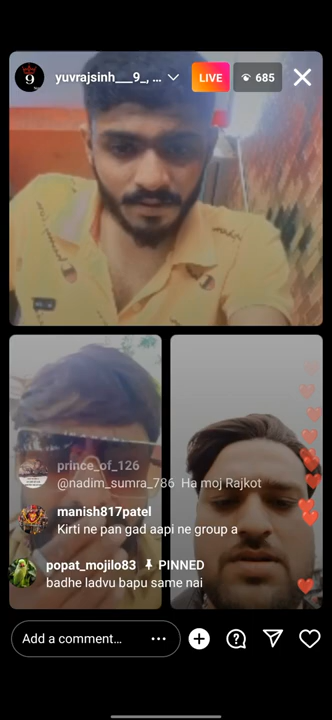 9
yuvrajsinh___9_, ...
LIVE
685
prince_of_126
@nadim_sumra_786 Ha moj Rajkot
manish817patel
Kirti ne pan gad aapi ne group a
popat_mojilo83 PINNED
badhe ladvu bapu same nai
Add a comment...